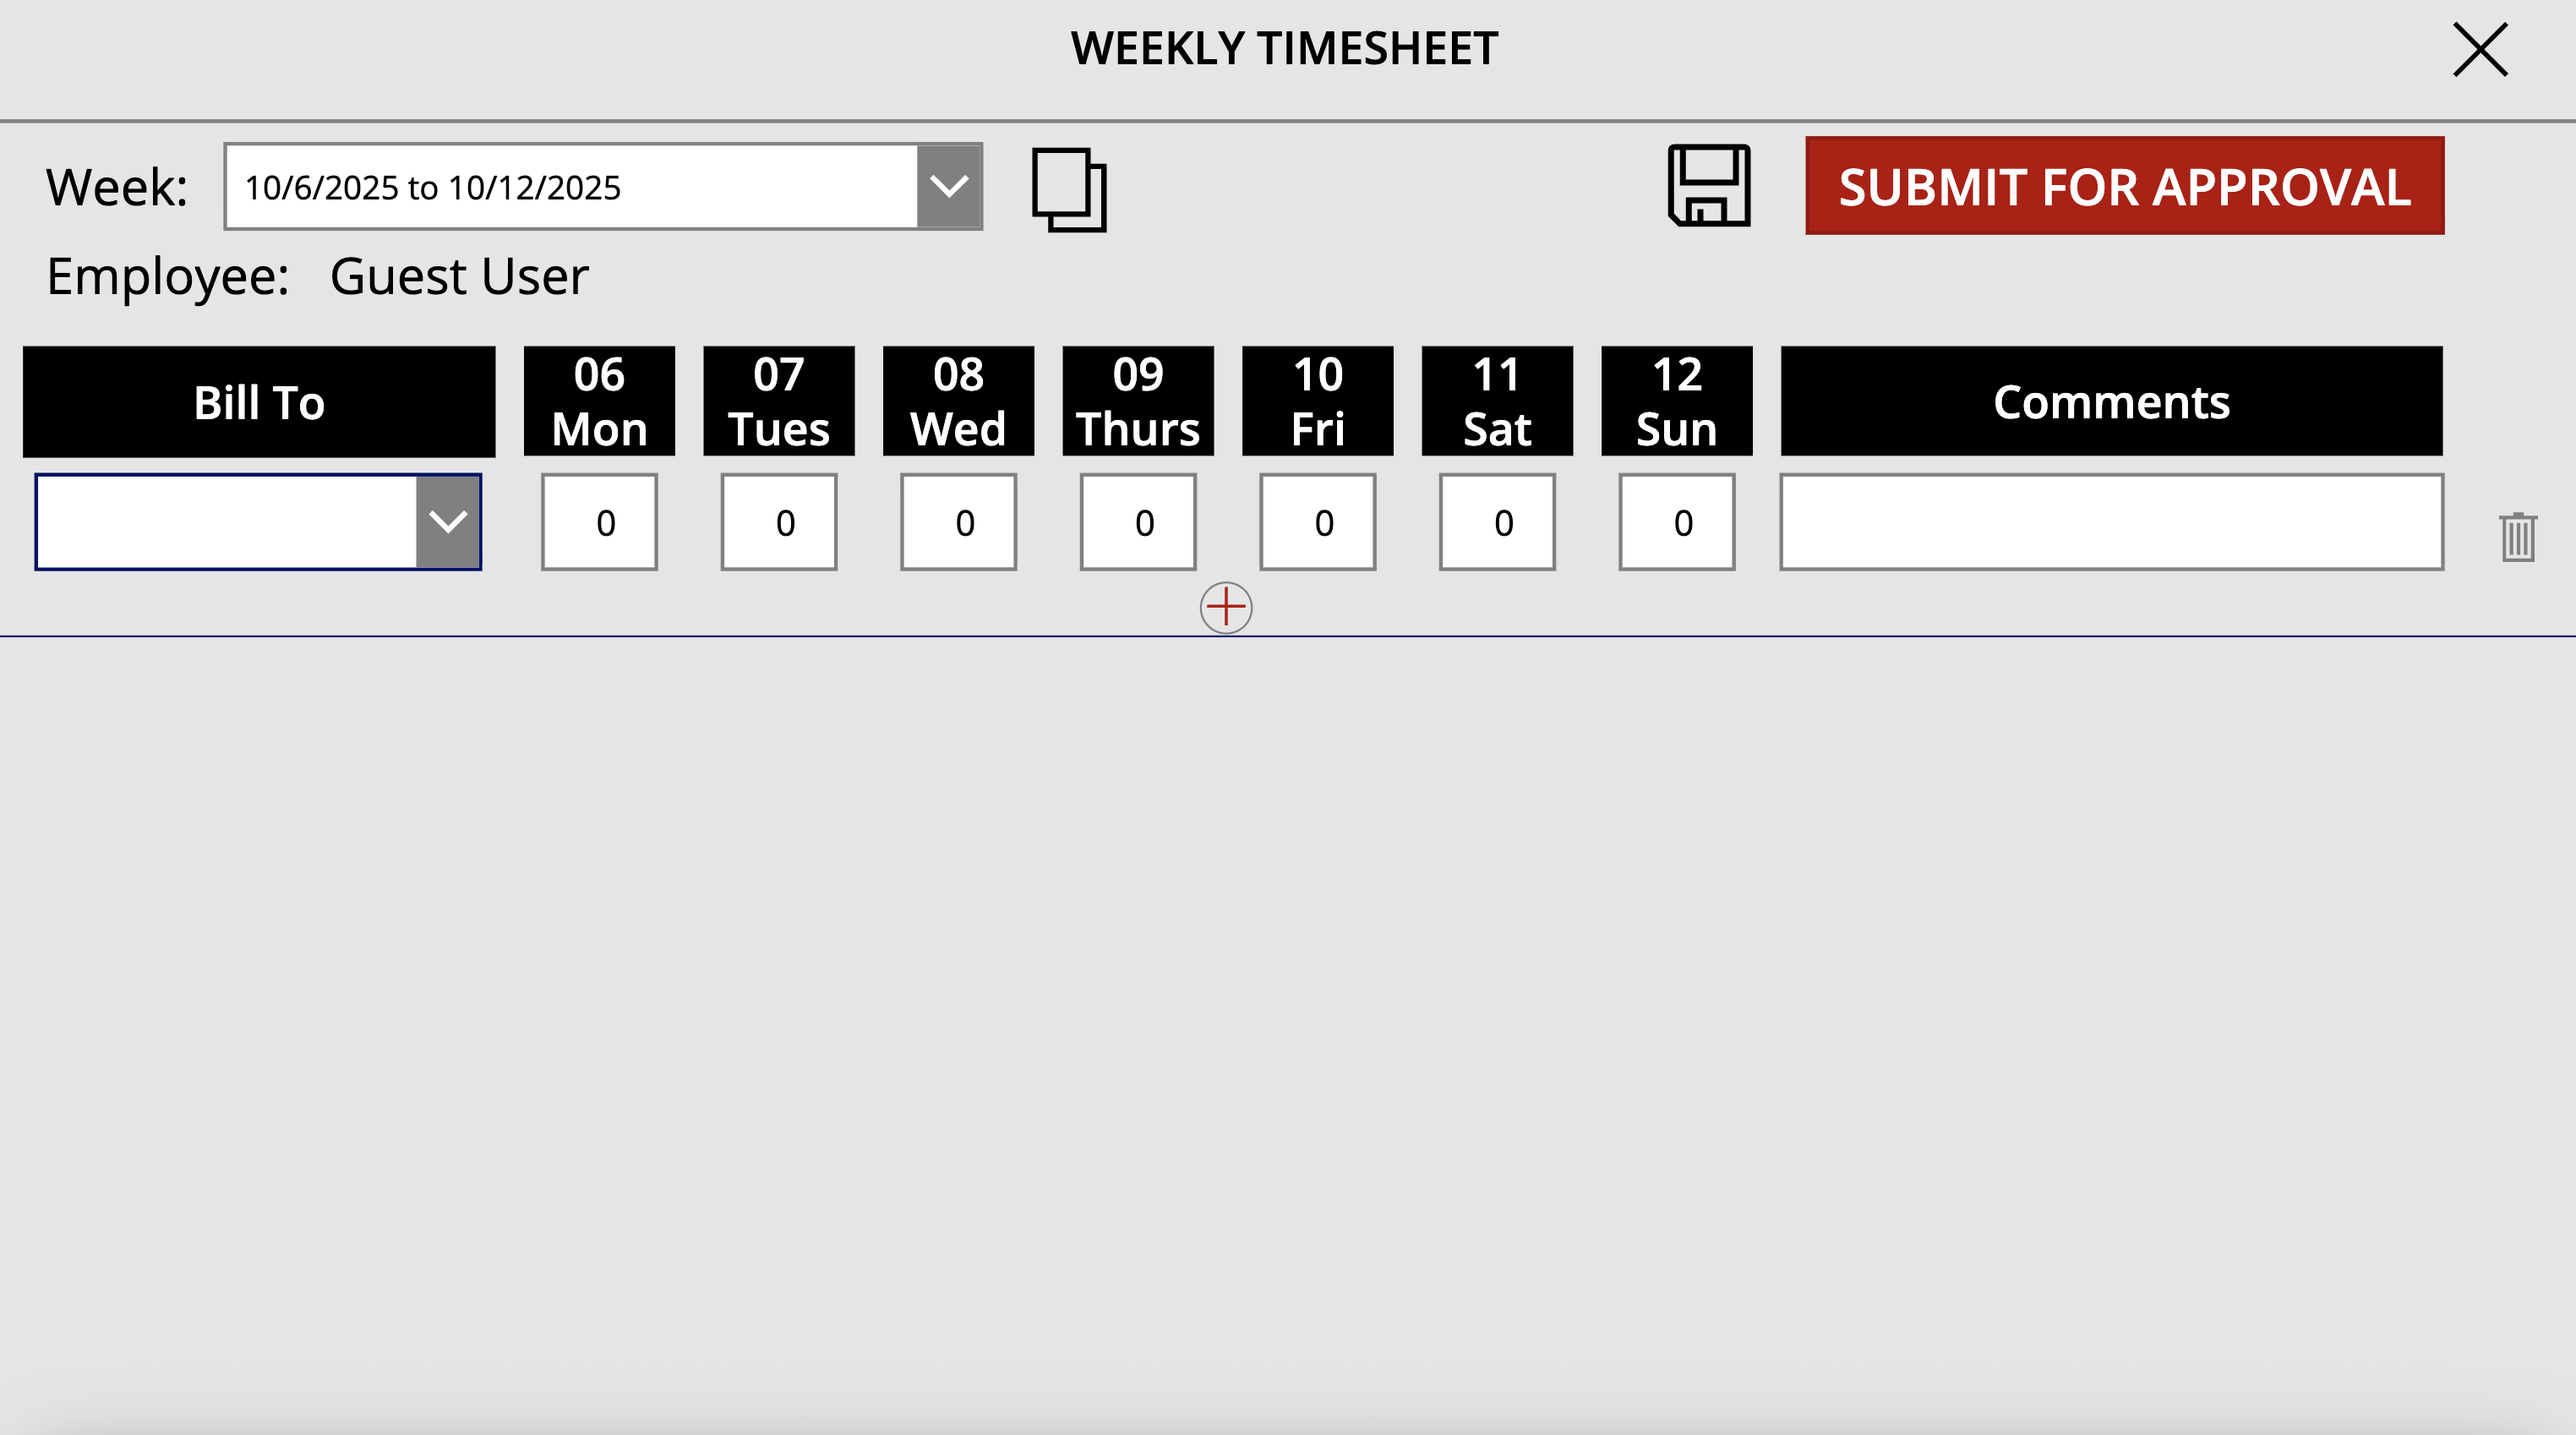 WEEKLY TIMESHEET
Week: 10/6/2025 to 10/12/2025
SUBMIT FOR APPROVAL
Employee: Guest User
Bill To
06
Mon
07
Tues
08
Wed
09
Thurs
10
Fri
11
Sat
12
Sun
Comments
0 0 0 0 0 0 0